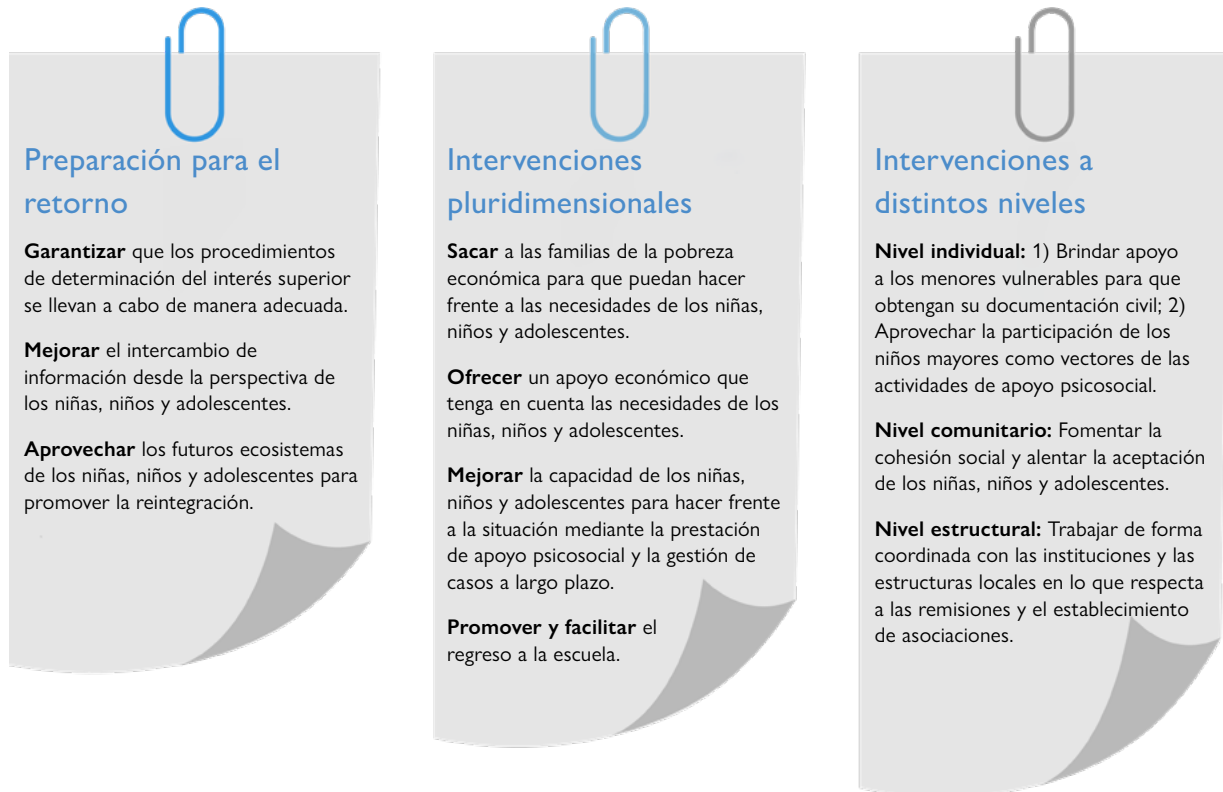 Preparación para el
retorno
Garantizar que los procedimientos
de determinación del interés superior
se llevan a cabo de manera adecuada.
Mejorar el intercambio de
información desde la perspectiva de
los niñas, niños y adolescentes.
Aprovechar los futuros ecosistemas
de los niñas, niños y adolescentes para
promover la reintegración.
Intervenciones
pluridimensionales
Sacar a las familias de la pobreza
económica para que puedan hacer
frente a las necesidades de los niñas,
niños y adolescentes.
Ofrecer un apoyo económico que
tenga en cuenta las necesidades de los
niñas, niños y adolescentes.
Mejorar la capacidad de los niñas,
niños y adolescentes para hacer frente
a la situación mediante la prestación
de apoyo psicosocial y la gestión de
casos a largo plazo.
Promover y facilitar el
regreso a la escuela.
Intervenciones a
distintos niveles
Nivel individual: 1) Brindar apoyo
a los menores vulnerables para que
obtengan su documentación civil; 2)
Aprovechar la participación de los
niños mayores como vectores de las
actividades de apoyo psicosocial.
Nivel comunitario: Fomentar la
cohesión social y alentar la aceptación
de los niñas, niños y adolescentes.
Nivel estructural: Trabajar de forma
coordinada con las instituciones y las
estructuras locales en lo que respecta
a las remisiones y el establecimiento
de asociaciones.